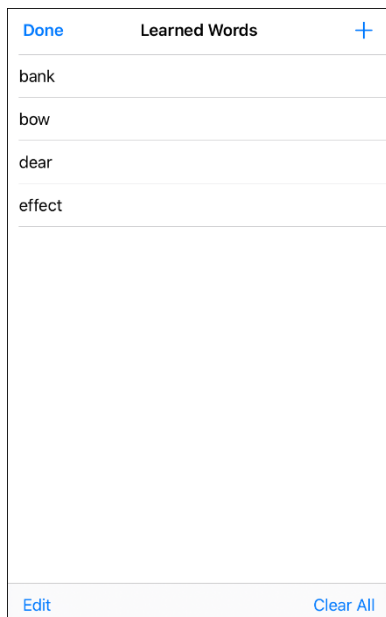 Done Learned Words +
bank
bow
dear
effect
Edit Clear All